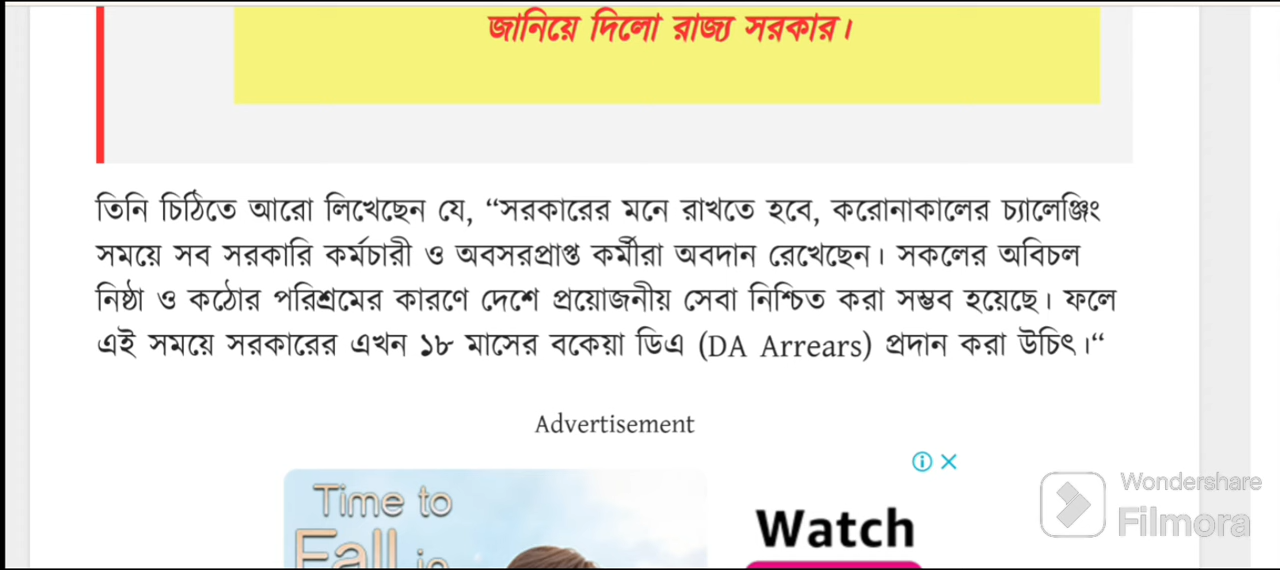 জানিয়ে দিলো রাজ্য সরকার।
তিনি চিঠিতে আরো লিখেছেন যে, “সরকারের মনে রাখতে হবে, করোনাকালের চ্যালেঞ্জিং
সময়ে সব সরকারি কর্মচারী ও অবসরপ্রাপ্ত কর্মীরা অবদান রেখেছেন। সকলের অবিচল
নিষ্ঠা ও কঠোর পরিশ্রমের কারণে দেশে প্রয়োজনীয় সেবা নিশ্চিত করা সম্ভব হয়েছে। ফলে
এই সময়ে সরকারের এখন ১৮ মাসের বকেয়া ডিএ (DA Arrears) প্রদান করা উচিৎ।“
Advertisement
Time to
Fall in
Watch
Wondershare
Filmora